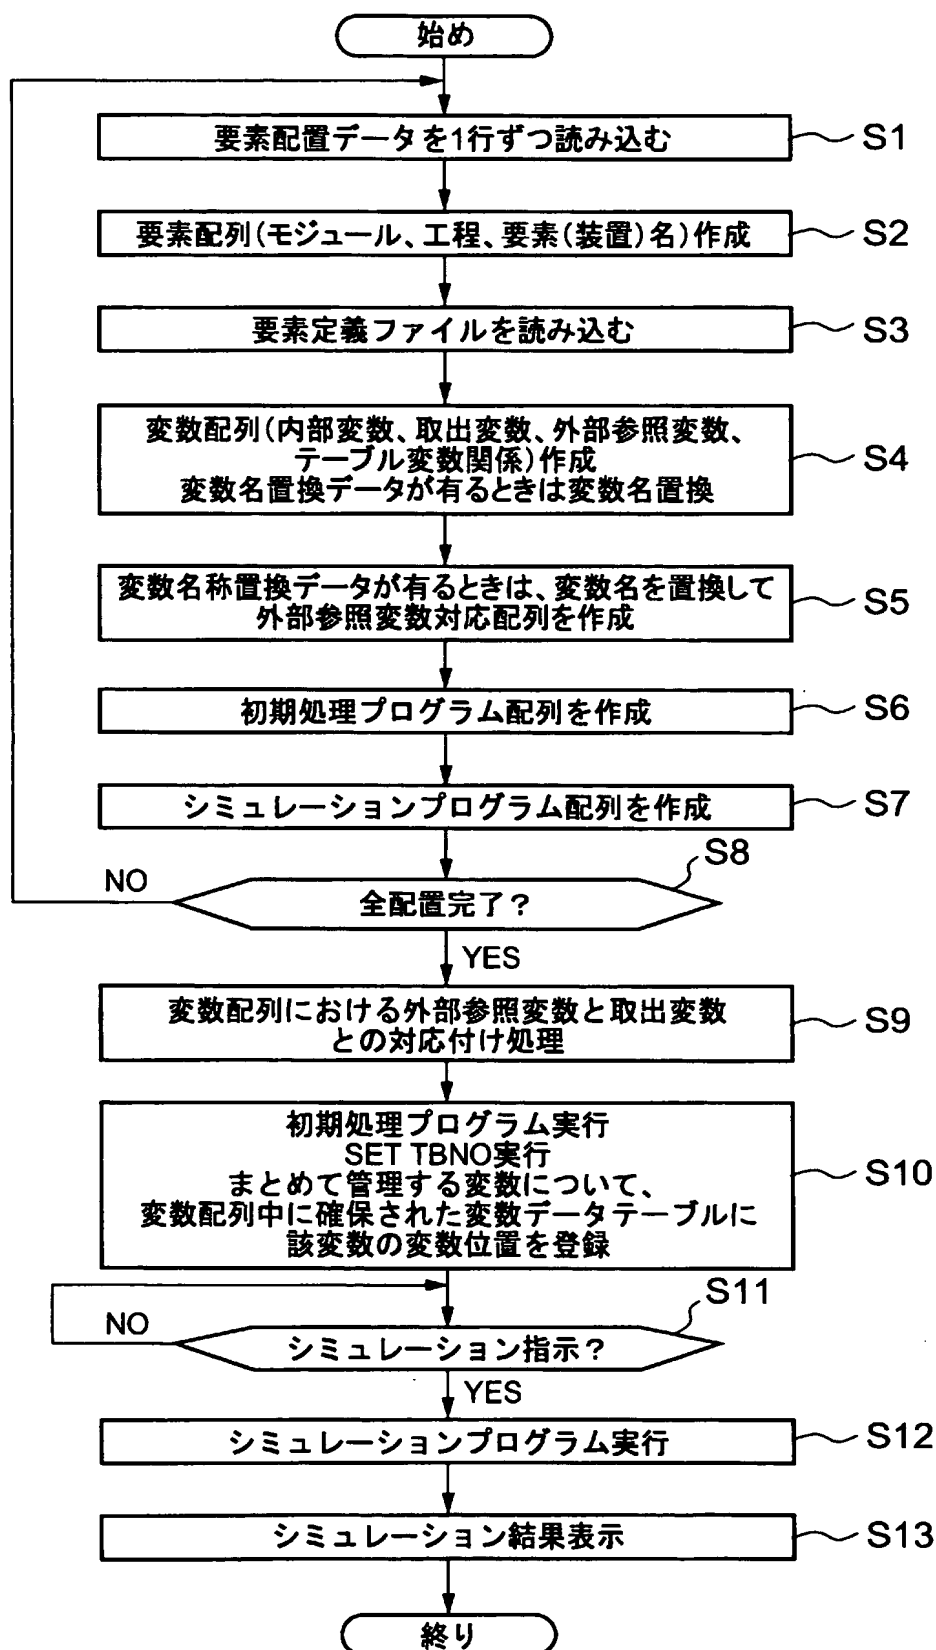 始め
要素配置データを1行ずつ読み込む
S1
要素配列(モジュール、工程、要素(装置)名)作成
S2
要素定義ファイルを読み込む
S3
変数配列(内部変数、取出変数、外部参照変数、
テーブル変数関係)作成
変数名置換データが有るときは変数名置換
S4
変数名称置換データが有るときは、変数名を置換して
外部参照変数対応配列を作成
S5
初期処理プログラム配列を作成
S6
シミュレーションプログラム配列を作成
S7
S8
NO
全配置完了?
YES
変数配列における外部参照変数と取出変数
との対応付け処理
S9
初期処理プログラム実行
SET TBNO実行
まとめて管理する変数について、
変数配列中に確保された変数データテーブルに
該変数の変数位置を登録
S10
S11
NO
シミュレーション指示?
YES
シミュレーションプログラム実行
S12
シミュレーション結果表示
S13
終り